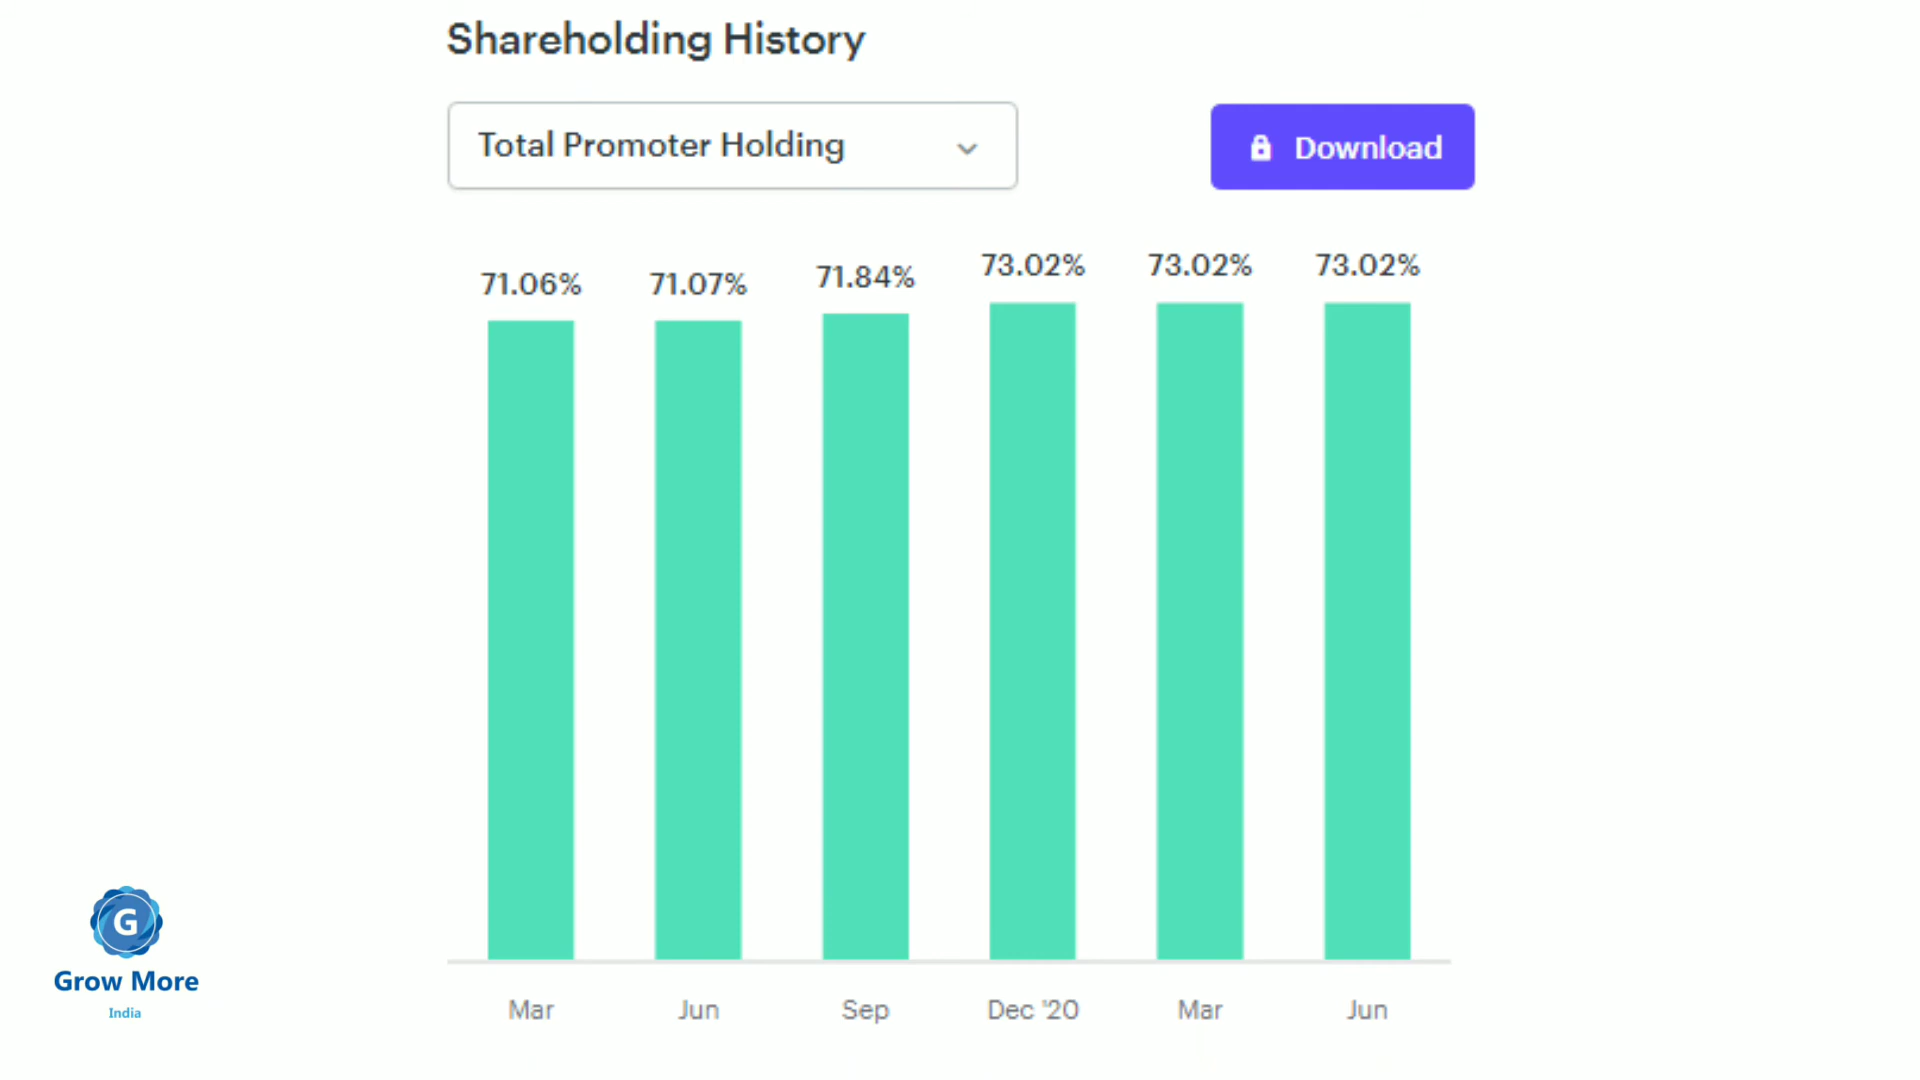 Shareholding History
Total Promoter Holding
Download
71.06% 71.07% 71.84% 73.02% 73.02% 73.02%
Mar Jun Sep Dec '20 Mar Jun
G
Grow More
India